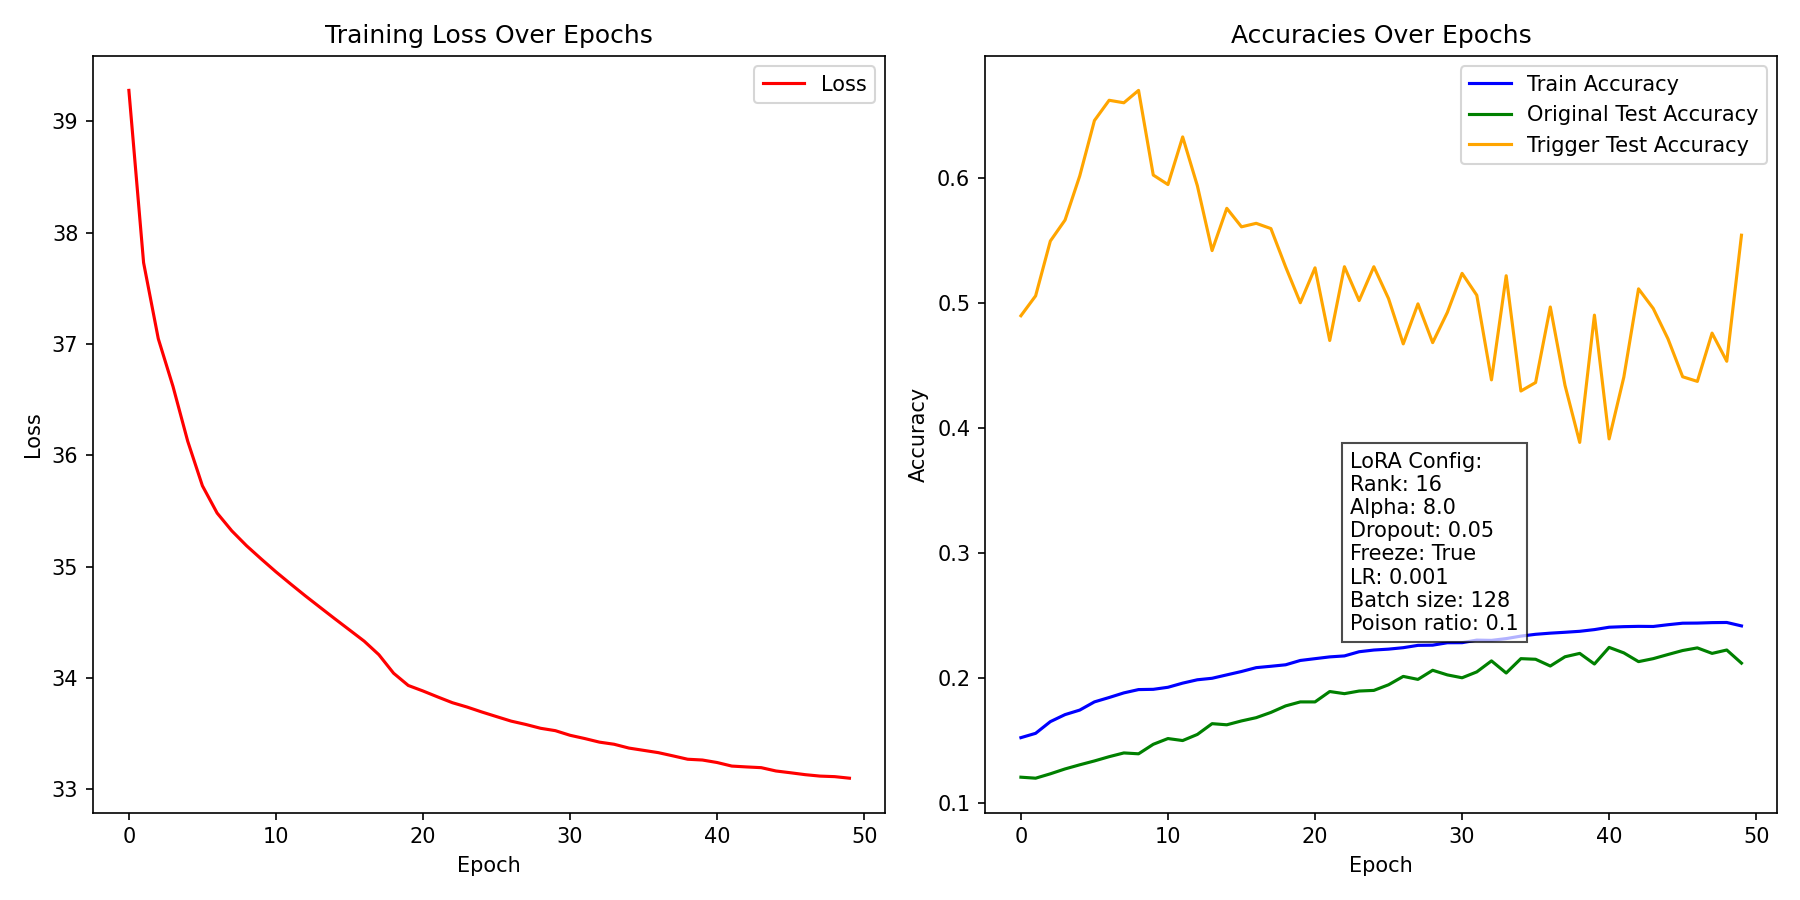 Training Loss Over Epochs
Loss
39
38
37
36
35
34
33
Loss
0
10
20
30
40
50
Epoch
Accuracies Over Epochs
Train Accuracy
Original Test Accuracy
Trigger Test Accuracy
0.6
0.5
0.4
0.3
0.2
0.1
Accuracy
LoRA Config:
Rank: 16
Alpha: 8.0
Dropout: 0.05
Freeze: True
LR: 0.001
Batch size: 128
Poison ratio: 0.1
0
10
20
30
40
50
Epoch